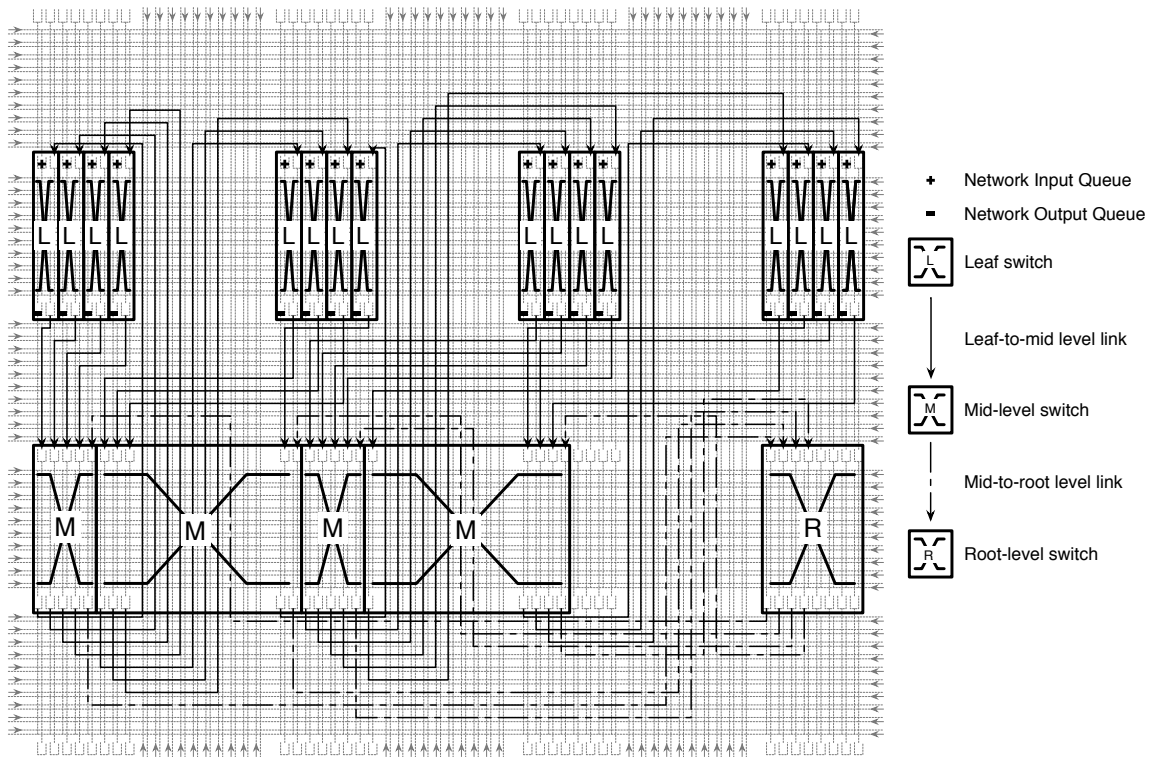 + + + + + + + + + + + + + + + +
L L L L L L L L L L L L L L L L
- - - - - - - - - - - - - - - -
M M M M R
+ Network Input Queue
- Network Output Queue
L Leaf switch
Leaf-to-mid level link
M Mid-level switch
Mid-to-root level link
R Root-level switch